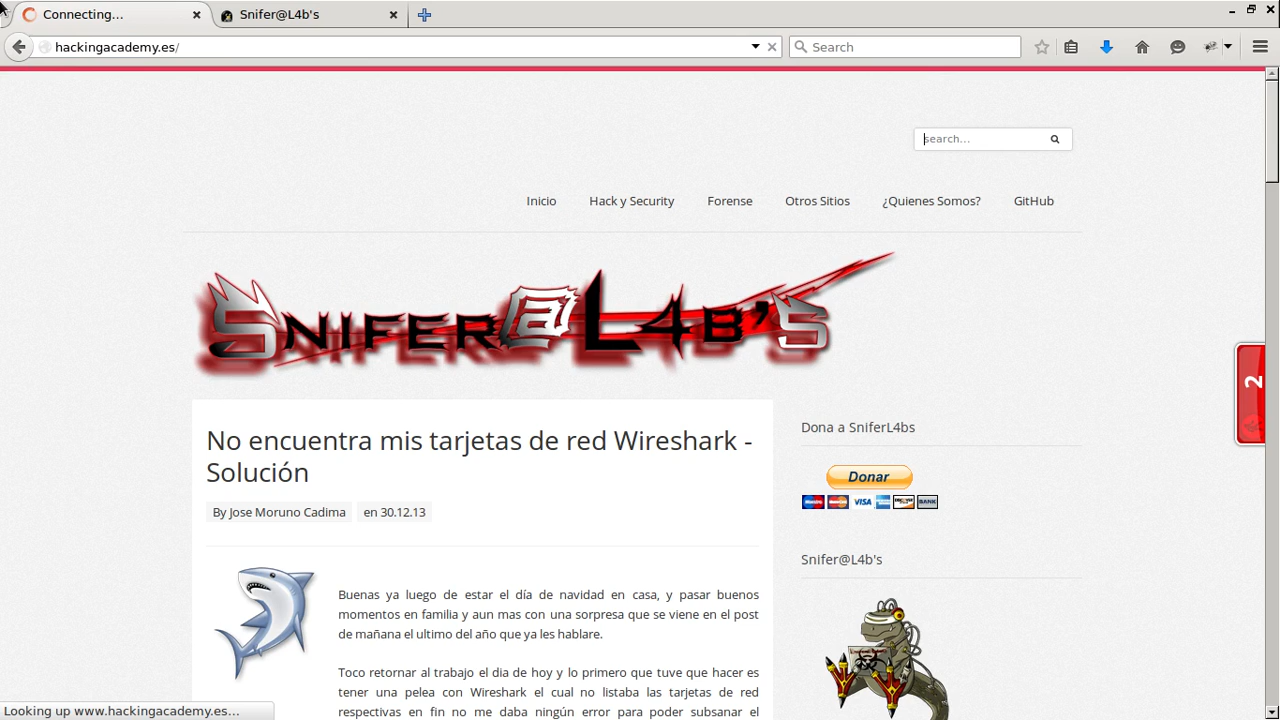 Connecting...
Snifer@L4b's
hackingacademy.es/
Search
search...
Inicio
Hack y Security
Forense
Otros Sitios
¿Quienes Somos?
GitHub
Snifer@L4b's
No encuentra mis tarjetas de red Wireshark -
Solución
By Jose Moruno Cadima
en 30.12.13
Buenas ya luego de estar el día de navidad en casa, y pasar buenos
momentos en familia y aun mas con una sorpresa que se viene en el post
de mañana el ultimo del año que ya les hablare.
Toco retornar al trabajo el dia de hoy y lo primero que tuve que hacer es
tener una pelea con Wireshark el cual no listaba las tarjetas de red
respectivas en fin no me daba ningún error para poder subsanar el
Dona a SniferL4bs
Donar
VISA
BANK
Snifer@L4b's
2
Looking up www.hackingacademy.es...